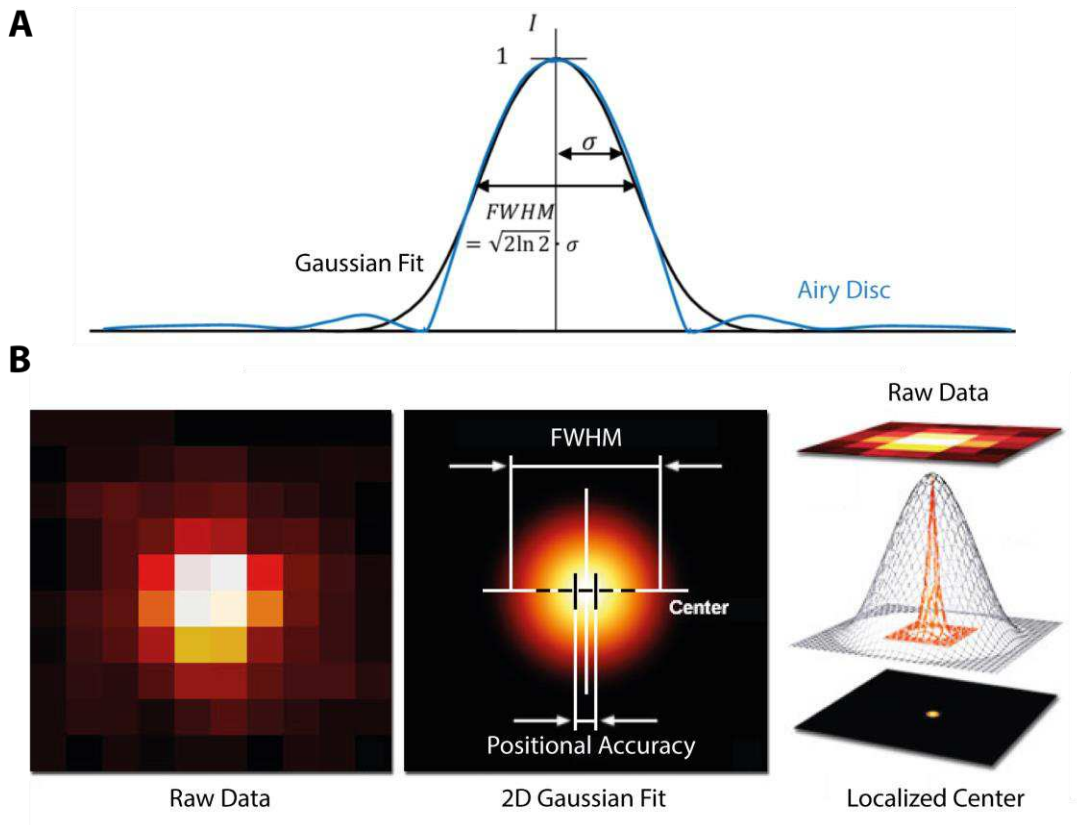 A
I
1
σ
FWHM
= √2ln2 · σ
Gaussian Fit
Airy Disc
B
Raw Data
FWHM
Center
Positional Accuracy
Raw Data
2D Gaussian Fit
Localized Center